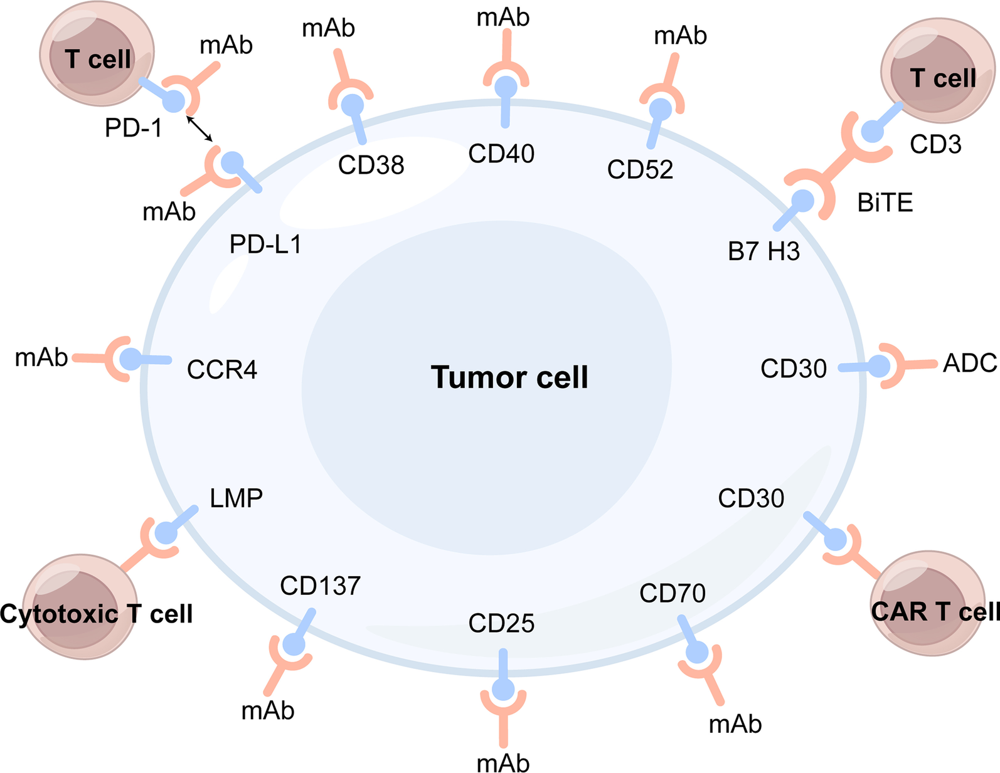 mAb
mAb
mAb
mAb
T cell
T cell
PD-1
CD3
CD38
CD40
CD52
mAb
BiTE
PD-L1
B7 H3
mAb
CCR4
Tumor cell
CD30
ADC
LMP
CD30
CD137
CD70
Cytotoxic T cell
CD25
CAR T cell
mAb
mAb
mAb